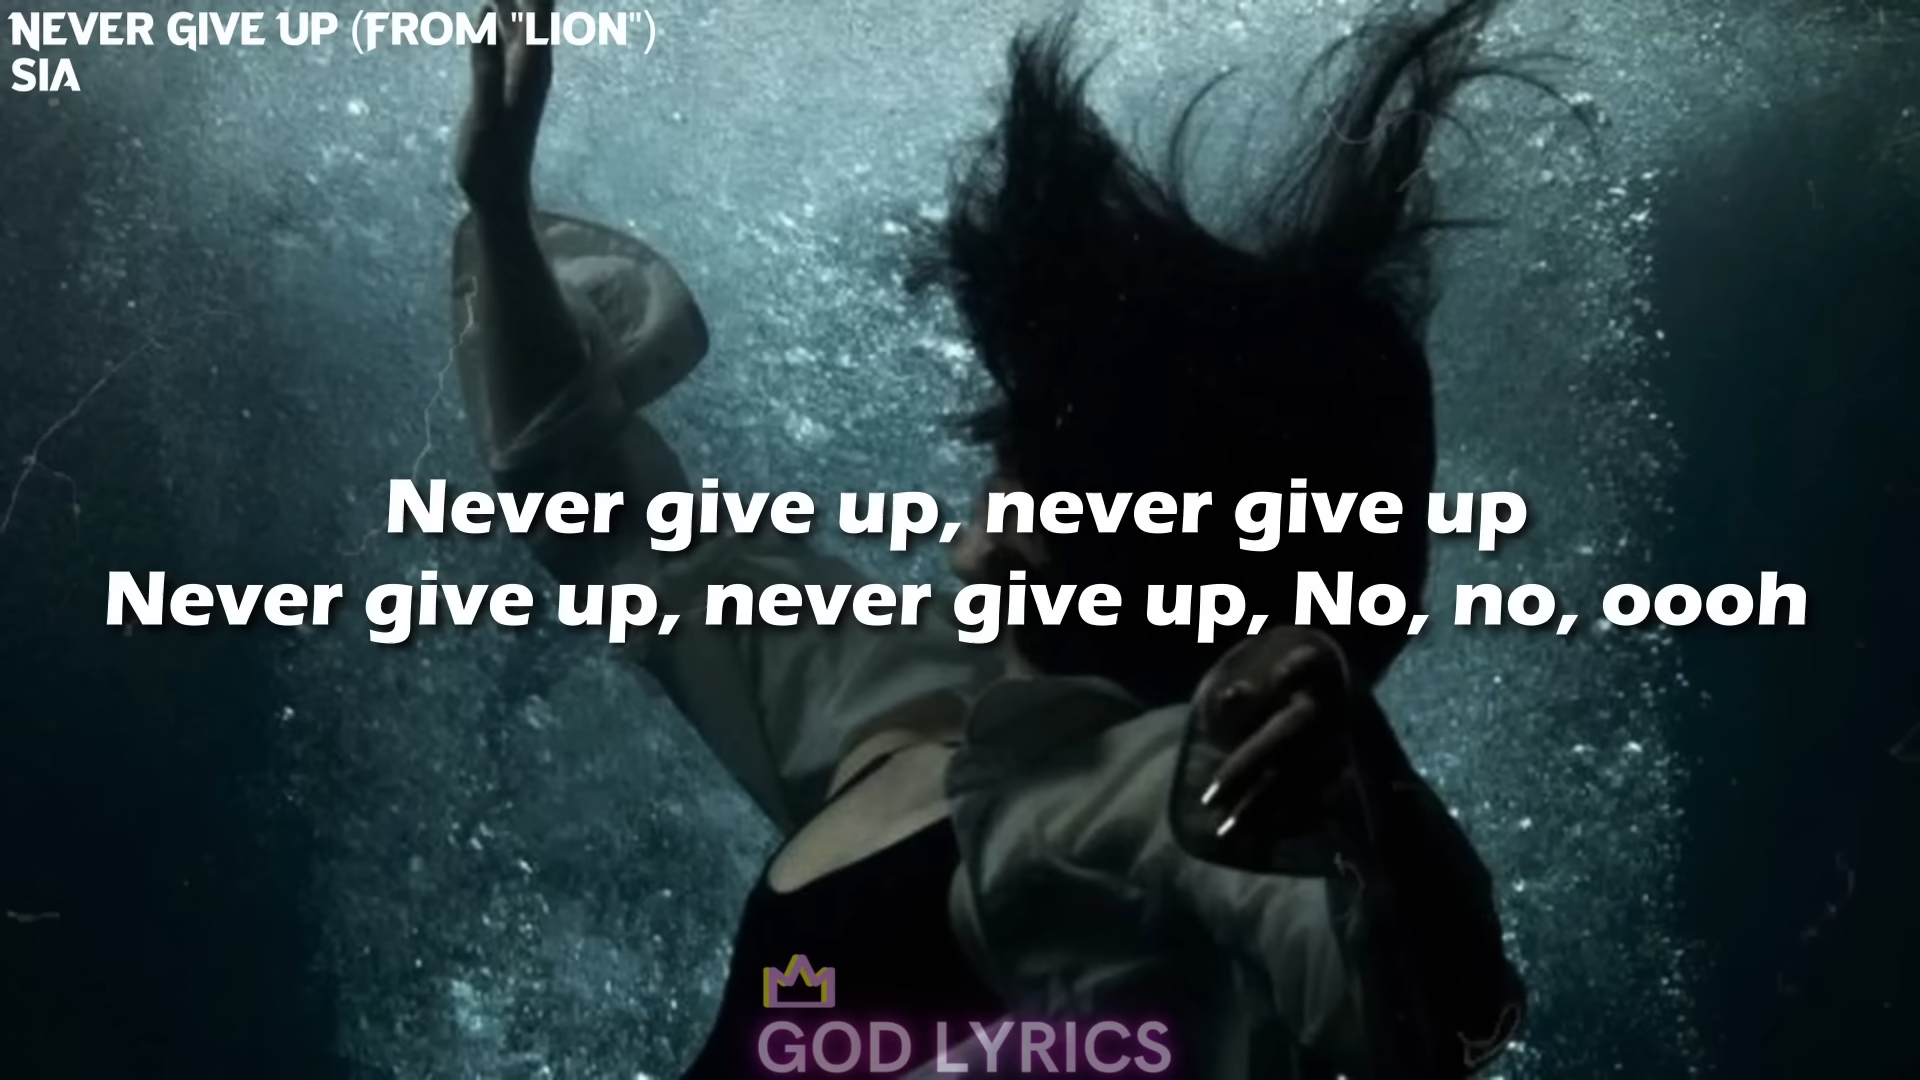 NEVER GIVE UP (FROM "LION")
SIA
Never give up, never give up
Never give up, never give up, No, no, oooh
GOD LYRICS